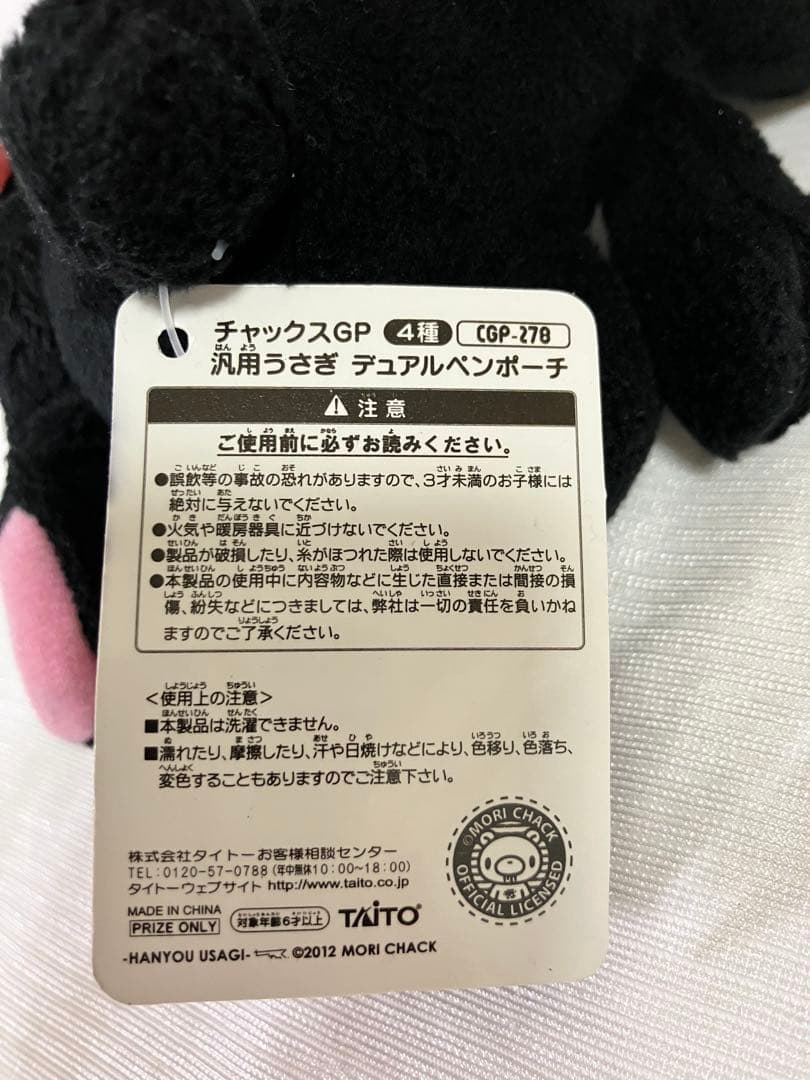 チャックスGP 4種 CGP-278
汎用うさぎ デュアルペンポーチ
注意
ご使用前に必ずお読みください。
●誤飲等の事故の恐れがありますので、3才未満のお子様には
絶対に与えないでください。
●火気や暖房器具に近づけないでください。
●製品が破損したり、糸がほつれた際は使用しないでください。
●本製品の使用中に内容物などに生じた直接または間接の損
傷、紛失などにつきましては、弊社は一切の責任を負いかね
ますのでご了承ください。
<使用上の注意>
■本製品は洗濯できません。
■濡れたり、摩擦したり、汗や日焼けなどにより、色移り、色落ち、
変色することもありますのでご注意下さい。
株式会社タイトーお客様相談センター
TEL:0120-57-0788 (年中無休10:00~18:00)
タイトーウェブサイト http://www.taito.co.jp
MADE IN CHINA
PRIZE ONLY
対象年齢6才以上
TAITO®
-HANYOU USAGI- ©2012 MORI CHACK
©MORI CHACK
OFFICIAL LICENSED